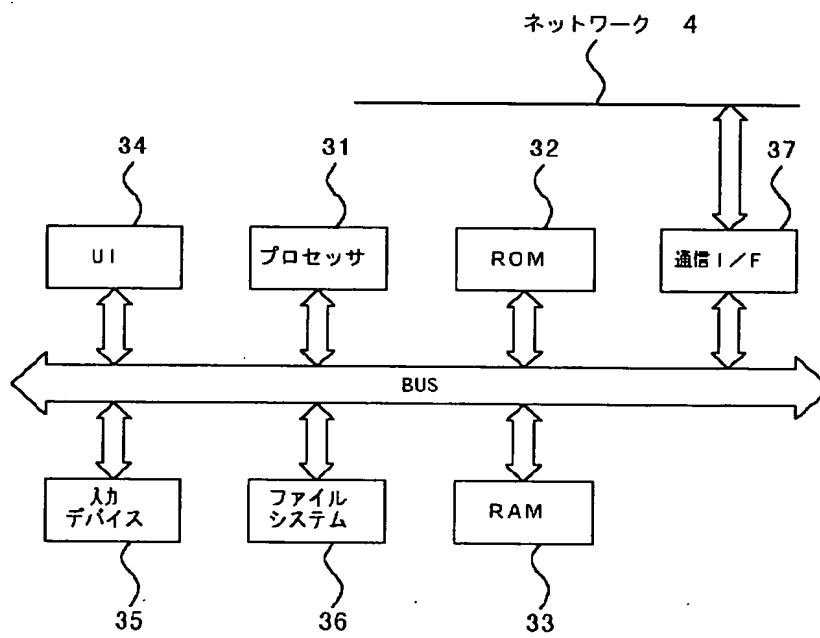 ネットワーク 4
34
31
32
37
UI
プロセッサ
ROM
通信I/F
BUS
入力
デバイス
ファイル
システム
RAM
35
36
33